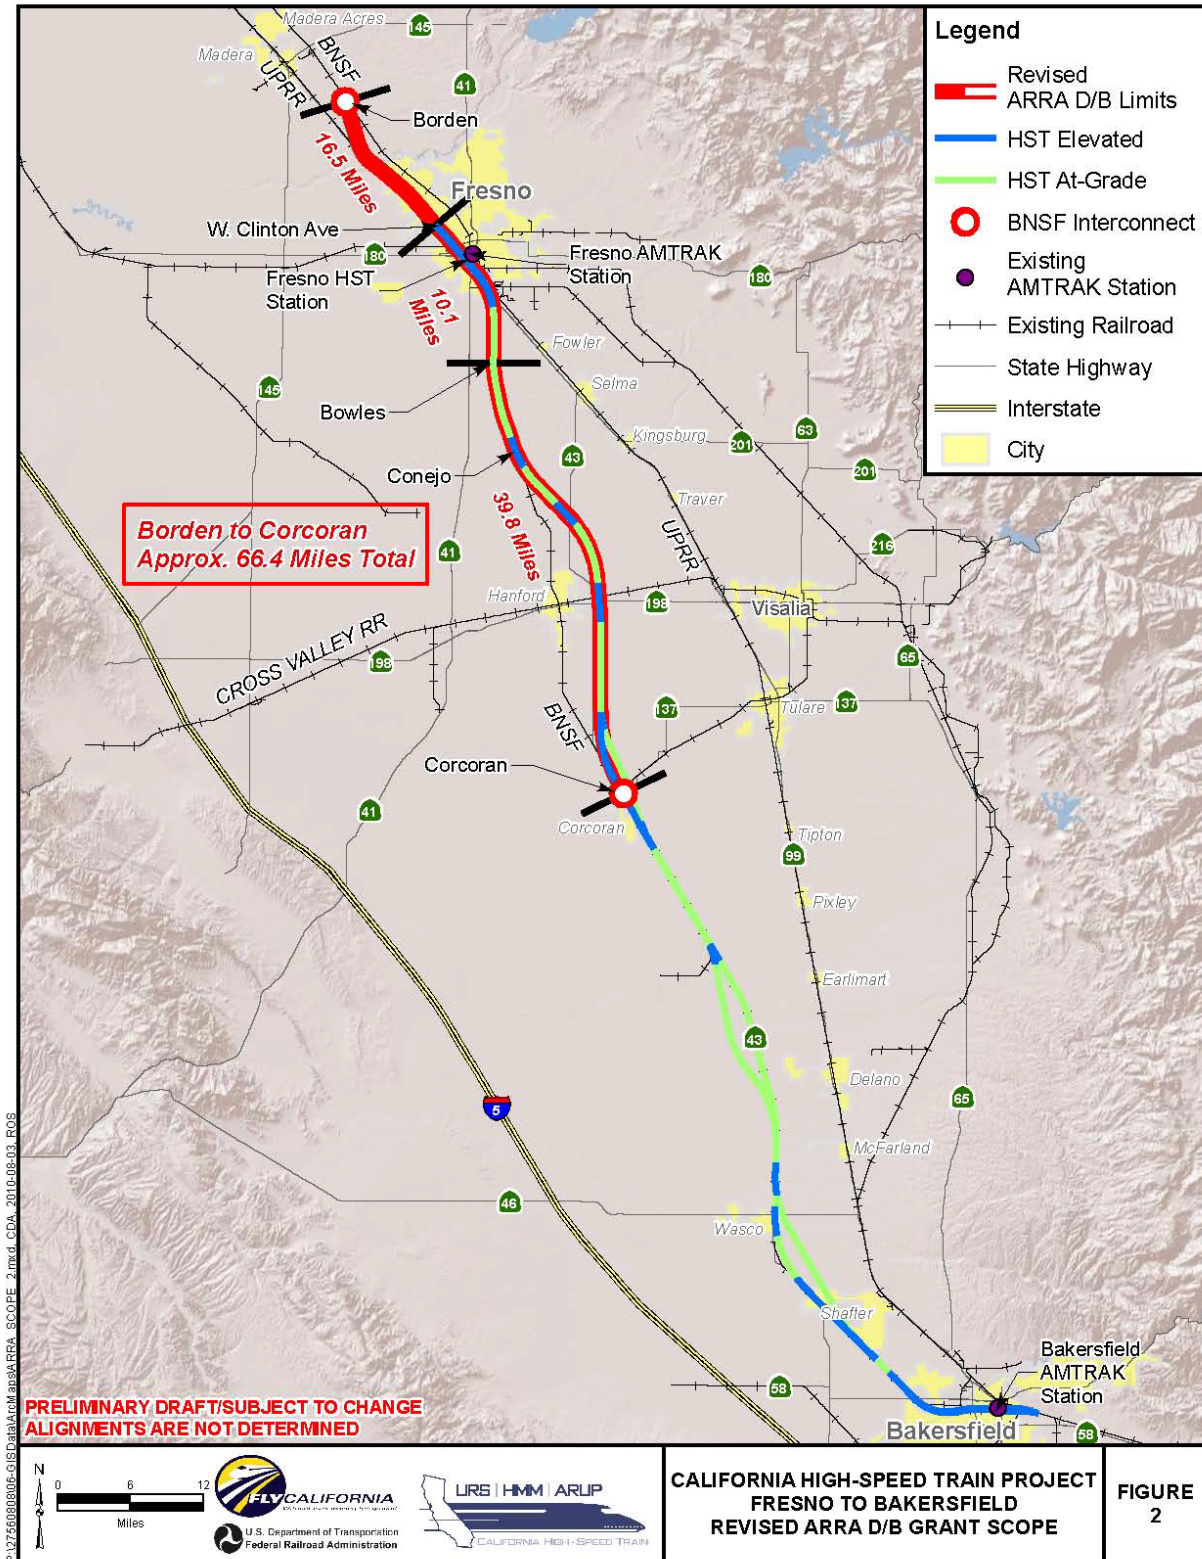 Madera Acres
145
Madera
BNSF
UPRR
41
Borden
16.5 Miles
Fresno
W. Clinton Ave
180
Fresno HST
Station
Fresno AMTRAK
Station
180
10.1
Miles
Fowler
145
Selma
Bowles
Kingsburg
201
63
43
201
Conejo
Traver
39.8 Miles
Borden to Corcoran
Approx. 66.4 Miles Total
41
UPRR
216
Hanford
198
Visalia
CROSS VALLEY RR
198
65
BNSF
137
Tulare
137
Corcoran
41
Corcoran
Tipton
99
Pixley
Earlimart
43
Delano
5
65
McFarland
46
Wasco
Shafter
Bakersfield
AMTRAK
Station
58
Bakersfield
58
Legend
Revised
ARRA D/B Limits
HST Elevated
HST At-Grade
BNSF Interconnect
Existing
AMTRAK Station
Existing Railroad
State Highway
Interstate
City
PRELIMINARY DRAFT/SUBJECT TO CHANGE
ALIGNMENTS ARE NOT DETERMINED
N
0 6 12
Miles
FLYCALIFORNIA
U.S. Department of Transportation
Federal Railroad Administration
URS | HMM | ARUP
CALIFORNIA HIGH-SPEED TRAIN
CALIFORNIA HIGH-SPEED TRAIN PROJECT
FRESNO TO BAKERSFIELD
REVISED ARRA D/B GRANT SCOPE
FIGURE
2